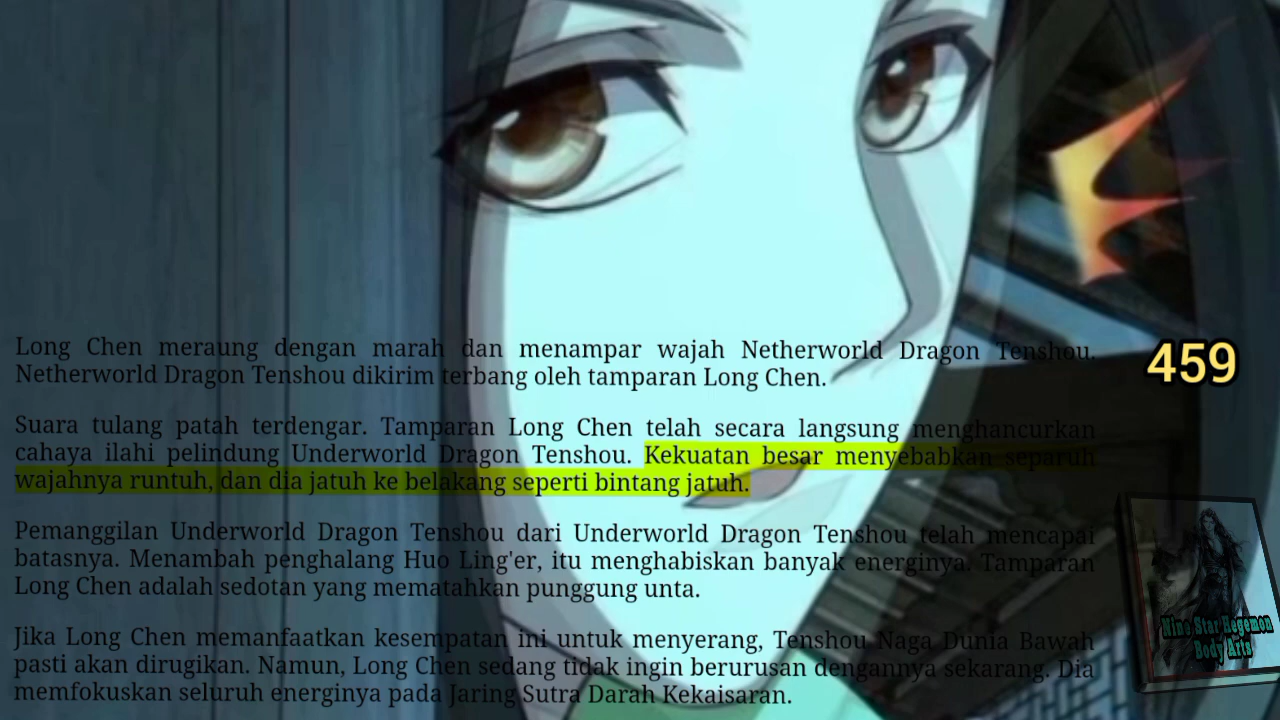 Long Chen meraung dengan marah dan menampar wajah Netherworld Dragon Tenshou.
Netherworld Dragon Tenshou dikirim terbang oleh tamparan Long Chen.
459
Suara tulang patah terdengar. Tamparan Long Chen telah secara langsung menghancurkan
cahaya ilahi pelindung Underworld Dragon Tenshou. Kekuatan besar menyebabkan separuh
wajahnya runtuh, dan dia jatuh ke belakang seperti bintang jatuh.
Pemanggilan Underworld Dragon Tenshou dari Underworld Dragon Tenshou telah mencapai
batasnya. Menambah penghalang Huo Ling'er, itu menghabiskan banyak energinya. Tamparan
Long Chen adalah sedotan yang mematahkan punggung unta.
Jika Long Chen memanfaatkan kesempatan ini untuk menyerang, Tenshou Naga Dunia Bawah
pasti akan dirugikan. Namun, Long Chen sedang tidak ingin berurusan dengannya sekarang. Dia
memfokuskan seluruh energinya pada Jaring Sutra Darah Kekaisaran.
Nine Star Hegemon
Body Arts